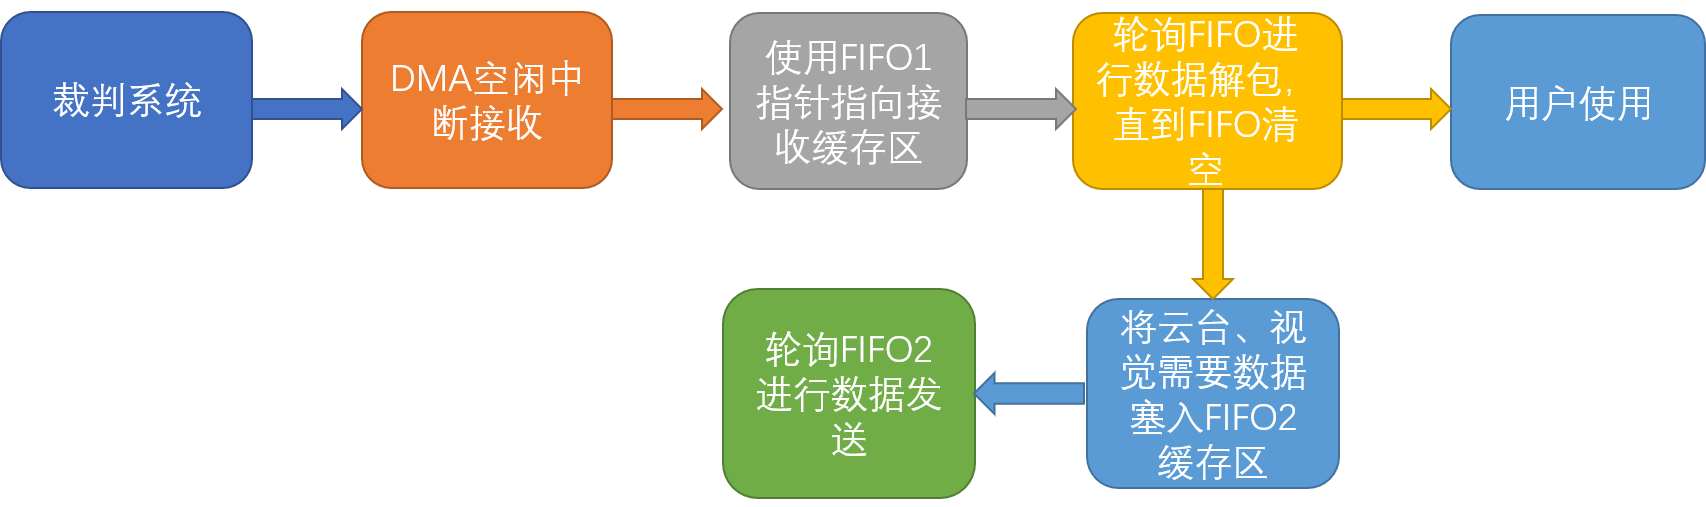 裁判系统
DMA空闲中
断接收
使用FIFO1
指针指向接
收缓存区
轮询FIFO进
行数据解包，
直到FIFO清
空
用户使用
将云台、视
觉需要数据
塞入FIFO2
缓存区
轮询FIFO2
进行数据发
送